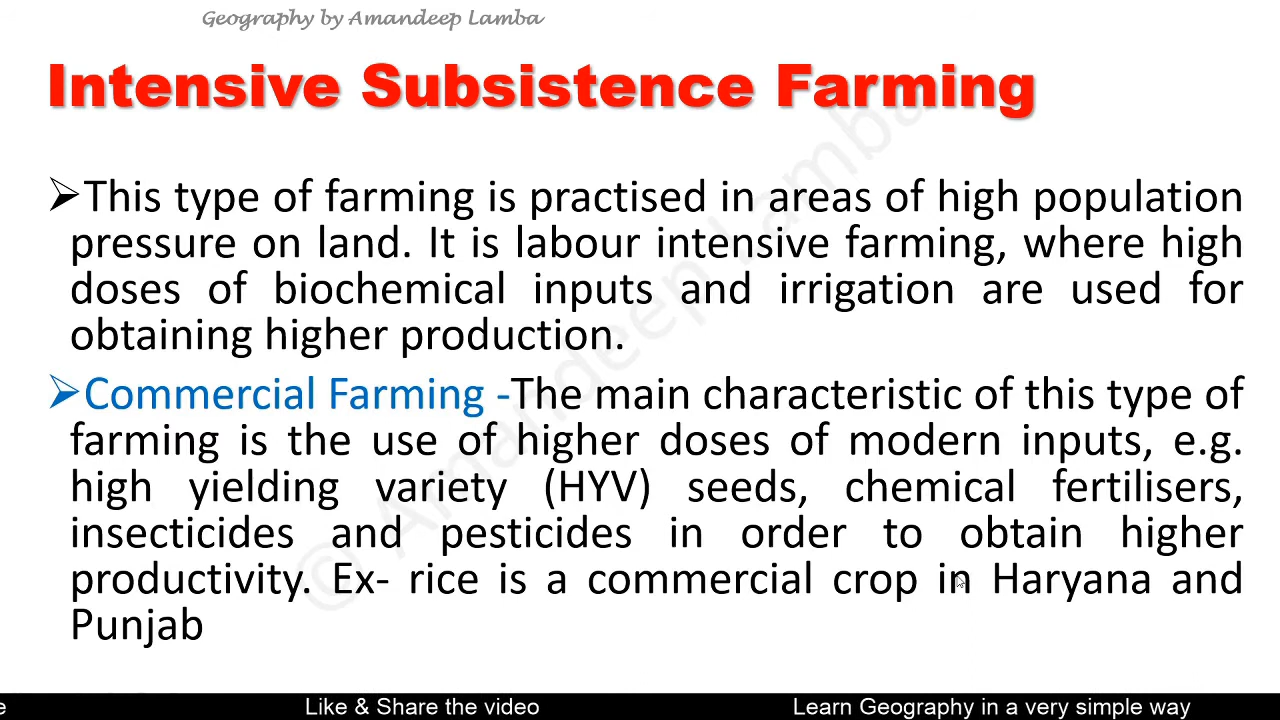 Geography by Amandeep Lamba
Intensive Subsistence Farming
➢This type of farming is practised in areas of high population
pressure on land. It is labour intensive farming, where high
doses of biochemical inputs and irrigation are used for
obtaining higher production.
➢Commercial Farming -The main characteristic of this type of
farming is the use of higher doses of modern inputs, e.g.
high yielding variety (HYV) seeds, chemical fertilisers,
insecticides and pesticides in order to obtain higher
productivity. Ex- rice is a commercial crop in Haryana and
Punjab
© Amandeep Lamba
e Like & Share the video Learn Geography in a very simple way